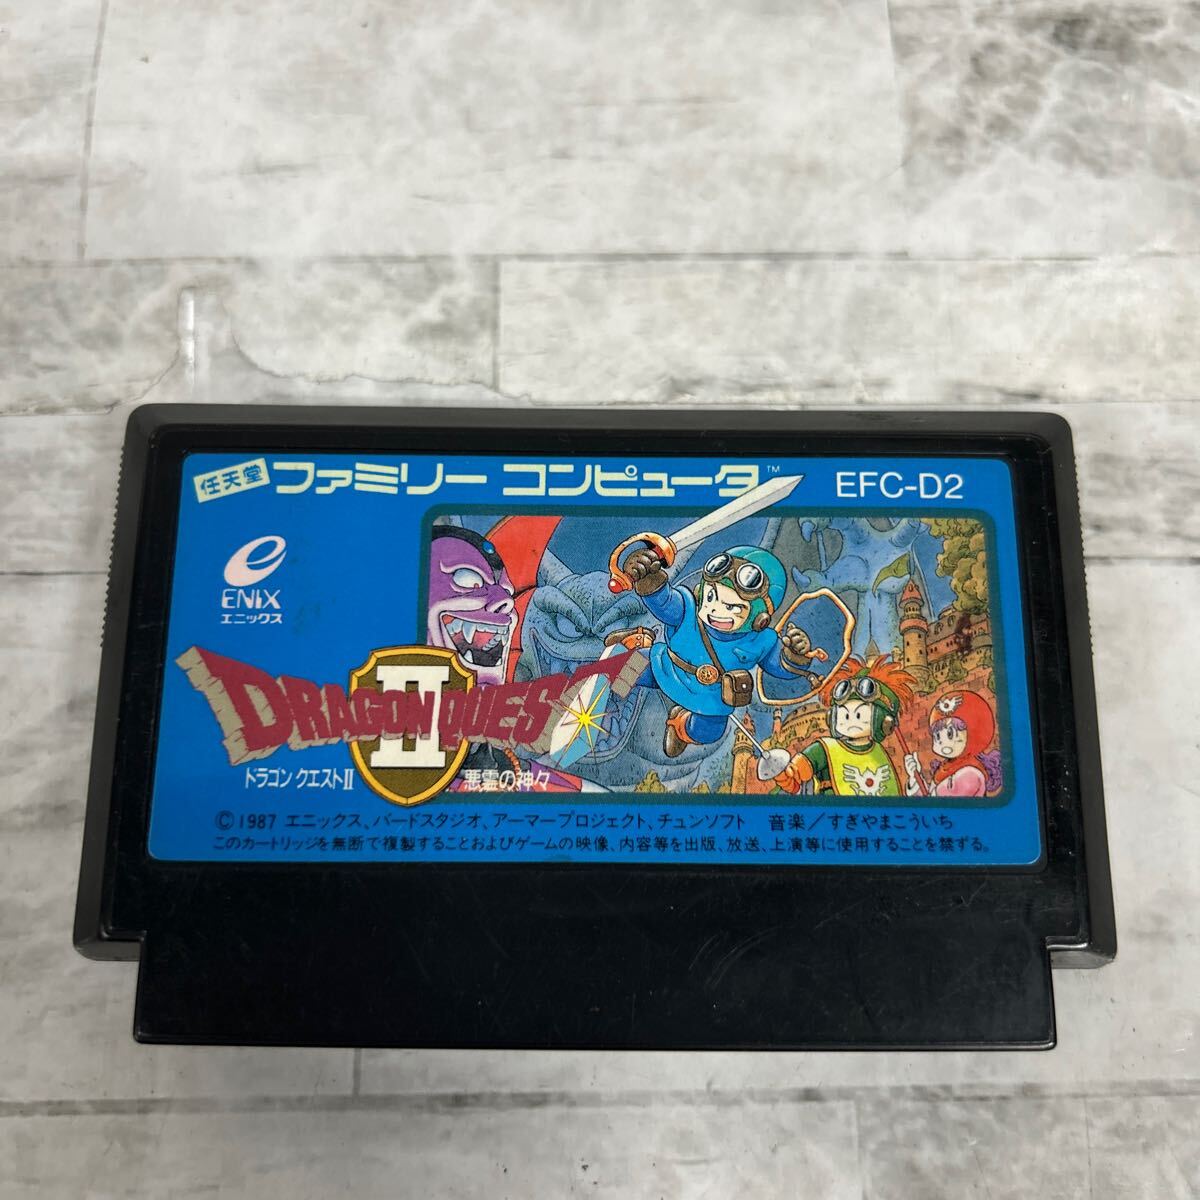 任天堂 ファミリー コンピュータ™ EFC-D2
e
ENIX
エニックス
DRAGON QUEST
II
ドラゴンクエストII 悪霊の神々
© 1987 エニックス、バードスタジオ、アーマープロジェクト、チュンソフト 音楽/すぎやまこういち
このカートリッジを無断で複製することおよびゲームの映像、内容等を出版、放送、上演等に使用することを禁ずる。